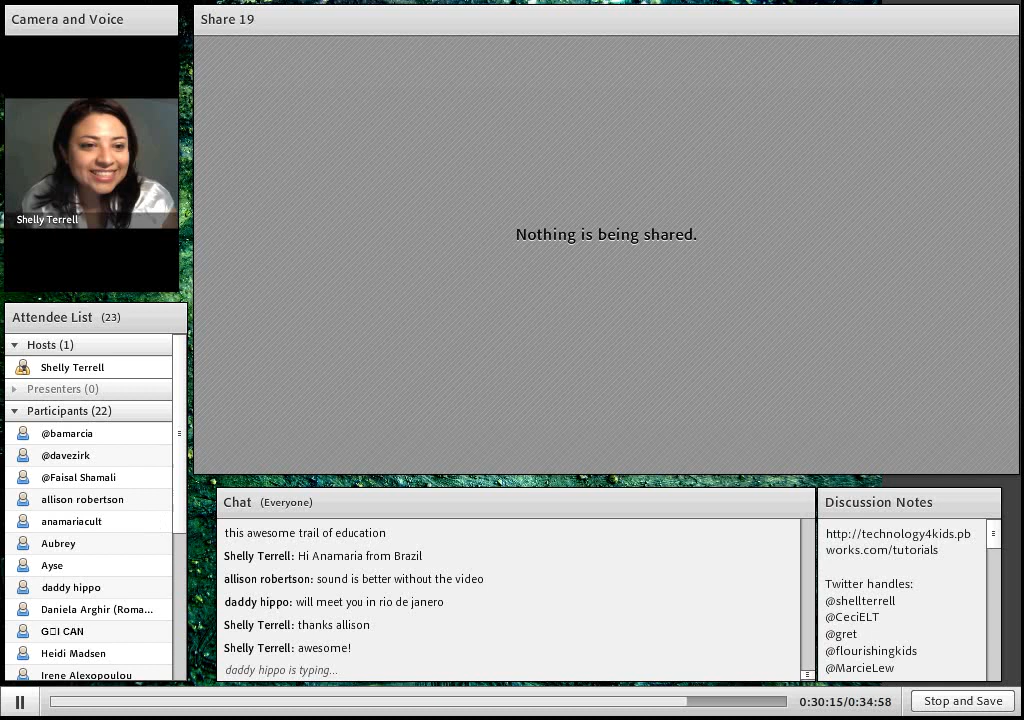 Camera and Voice
Share 19
Shelly Terrell
Nothing is being shared.
Attendee List (23)
Hosts (1)
Shelly Terrell
Presenters (0)
Participants (22)
@bamarcia
@davezirk
@Faisal Shamali
allison robertson
anamariacult
Aubrey
Ayse
daddy hippo
Daniela Arghir (Roma...
G□I CAN
Heidi Madsen
Irene Alexopoulou
Chat (Everyone)
this awesome trail of education
Shelly Terrell: Hi Anamaria from Brazil
allison robertson: sound is better without the video
daddy hippo: will meet you in rio de janero
Shelly Terrell: thanks allison
Shelly Terrell: awesome!
daddy hippo is typing...
Discussion Notes
http://technology4kids.pb
works.com/tutorials
Twitter handles:
@shellterrell
@CeciELT
@gret
@flourishingkids
@MarcieLew
0:30:15/0:34:58
Stop and Save